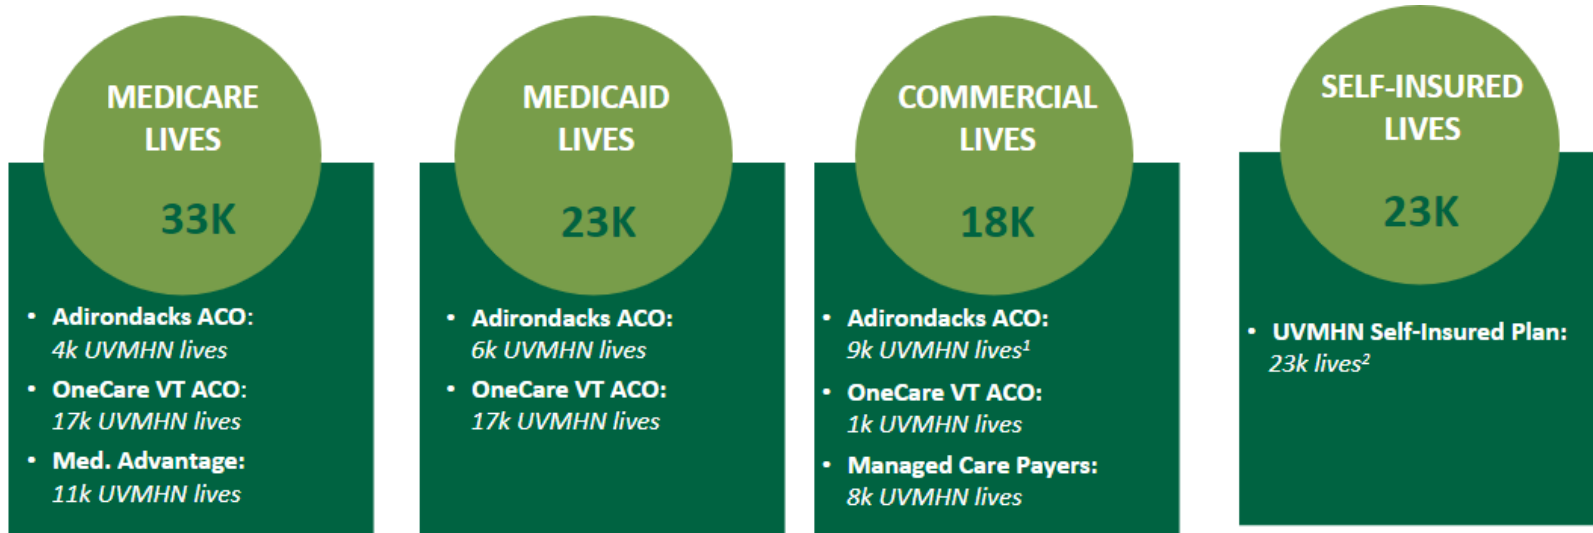 MEDICARE
LIVES
33K
• Adirondacks ACO:
4k UVMHN lives
• OneCare VT ACO:
17k UVMHN lives
• Med. Advantage:
11k UVMHN lives
MEDICAID
LIVES
23K
• Adirondacks ACO:
6k UVMHN lives
• OneCare VT ACO:
17k UVMHN lives
COMMERCIAL
LIVES
18K
• Adirondacks ACO:
9k UVMHN lives¹
• OneCare VT ACO:
1k UVMHN lives
• Managed Care Payers:
8k UVMHN lives
SELF-INSURED
LIVES
23K
• UVMHN Self-Insured Plan:
23k lives²